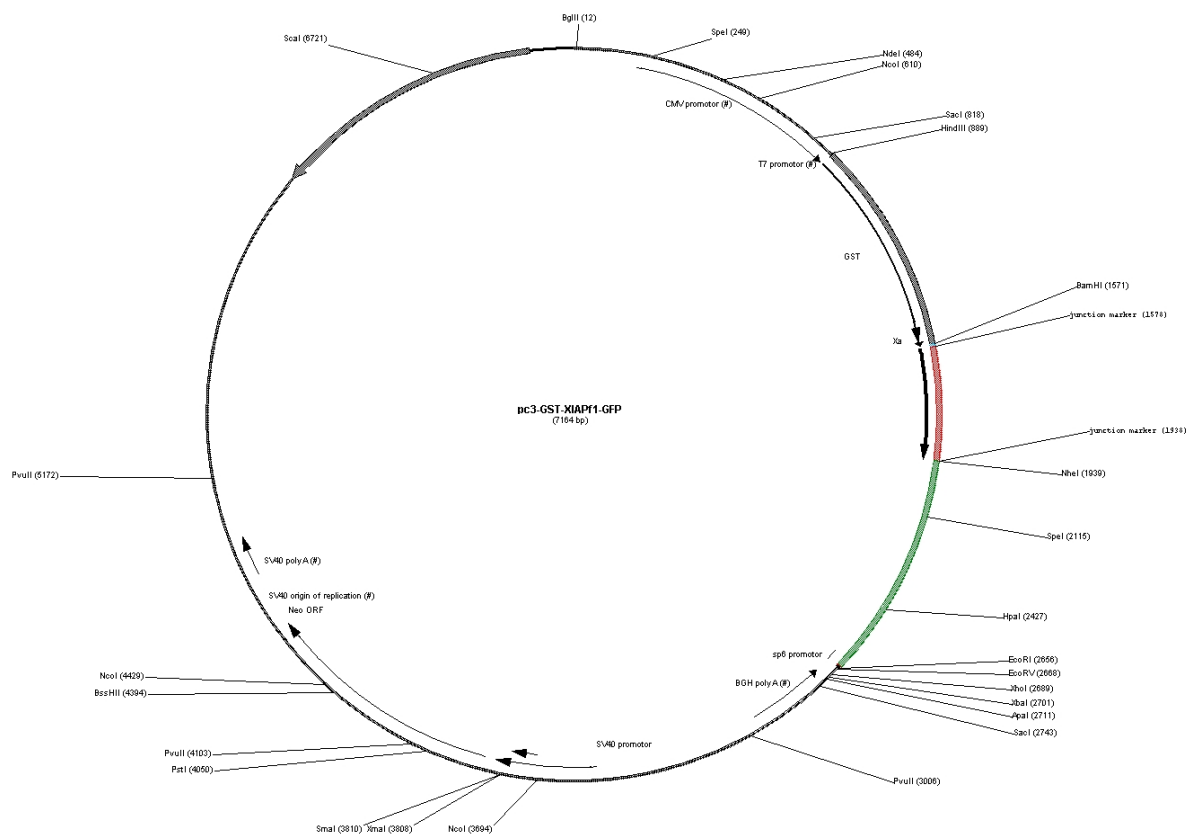 BglII (12)
ScaI (6721)
SpeI (249)
NdeI (484)
NcoI (610)
CMV promotor (#)
SacI (818)
HindIII (889)
T7 promotor (#)
GST
BamHI (1571)
junction marker (1578)
Xa
pc3-GST-XIAPf1-GFP
(7164 bp)
junction marker (1938)
NheI (1939)
PvuII (5172)
SpeI (2115)
SV40 polyA (#)
SV40 origin of replication (#)
Neo ORF
HpaI (2427)
sp6 promotor
EcoRI (2656)
EcoRV (2668)
BGH polyA (#)
XhoI (2689)
XbaI (2701)
ApaI (2711)
SacI (2743)
NcoI (4429)
BssHII (4394)
SV40 promotor
PvuII (4103)
PstI (4050)
PvuII (3006)
SmaI (3810)
XmaI (3808)
NcoI (3694)